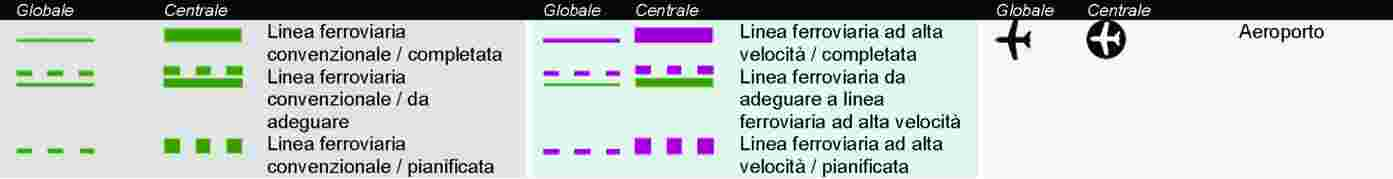 Globale Centrale Globale Centrale Globale Centrale
Linea ferroviaria
convenzionale / completata
Linea ferroviaria
convenzionale / da
adeguare
Linea ferroviaria
convenzionale / pianificata
Linea ferroviaria ad alta
velocità / completata
Linea ferroviaria da
adeguare a linea
ferroviaria ad alta velocità
Linea ferroviaria ad alta
velocità / pianificata
Aeroporto